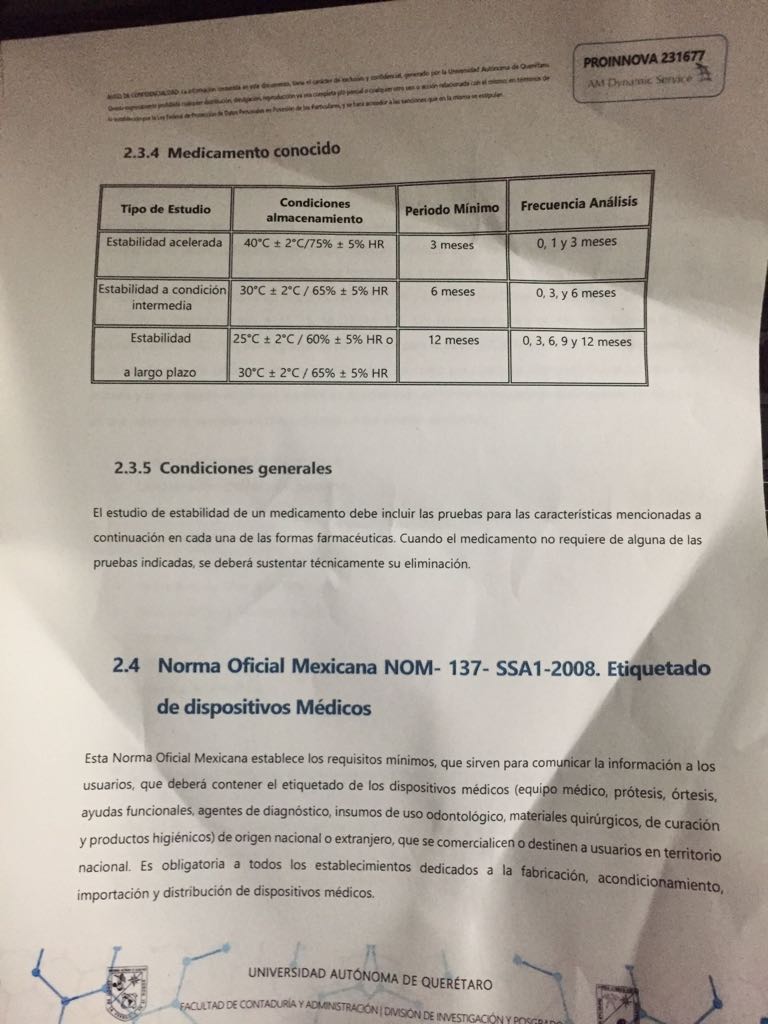 PROINNOVA 231677
AM Dynamic Service
AVISO DE CONFIDENCIALIDAD: La información contenida en este documento, tiene el carácter de exclusivo y confidencial, generado por la Universidad Autónoma de Querétaro.
Queda expresamente prohibida cualquier distribución, divulgación, reproducción ya sea completa y/o parcial o cualquier otro uso o acción relacionada con el mismo; en términos de
lo establecido por la Ley Federal de Protección de Datos Personales en Posesión de los Particulares, y se hará acreedor a las sanciones que en la misma se estipulan.
2.3.4 Medicamento conocido
Tipo de Estudio
Condiciones
almacenamiento
Periodo Mínimo
Frecuencia Análisis
Estabilidad acelerada
40°C ± 2°C/75% ± 5% HR
3 meses
0, 1 y 3 meses
Estabilidad a condición
intermedia
30°C ± 2°C / 65% ± 5% HR
6 meses
0, 3, y 6 meses
Estabilidad
a largo plazo
25°C ± 2°C / 60% ± 5% HR o
30°C ± 2°C / 65% ± 5% HR
12 meses
0, 3, 6, 9 y 12 meses
2.3.5 Condiciones generales
El estudio de estabilidad de un medicamento debe incluir las pruebas para las características mencionadas a
continuación en cada una de las formas farmacéuticas. Cuando el medicamento no requiere de alguna de las
pruebas indicadas, se deberá sustentar técnicamente su eliminación.
2.4 Norma Oficial Mexicana NOM- 137- SSA1-2008. Etiquetado
de dispositivos Médicos
Esta Norma Oficial Mexicana establece los requisitos mínimos, que sirven para comunicar la información a los
usuarios, que deberá contener el etiquetado de los dispositivos médicos (equipo médico, prótesis, órtesis,
ayudas funcionales, agentes de diagnóstico, insumos de uso odontológico, materiales quirúrgicos, de curación
y productos higiénicos) de origen nacional o extranjero, que se comercialicen o destinen a usuarios en territorio
nacional. Es obligatoria a todos los establecimientos dedicados a la fabricación, acondicionamiento,
importación y distribución de dispositivos médicos.
UNIVERSIDAD AUTÓNOMA DE QUERÉTARO
FACULTAD DE CONTADURÍA Y ADMINISTRACIÓN | DIVISIÓN DE INVESTIGACIÓN Y POSGRADO